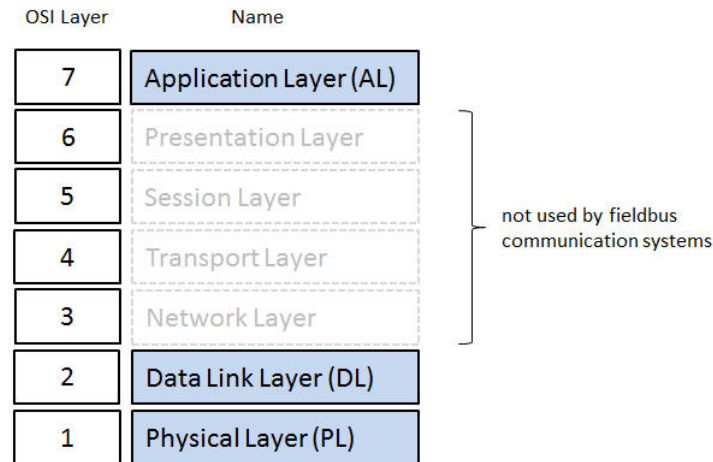 OSI Layer Name
7 Application Layer (AL)
6 Presentation Layer
5 Session Layer
4 Transport Layer
3 Network Layer
not used by fieldbus
communication systems
2 Data Link Layer (DL)
1 Physical Layer (PL)